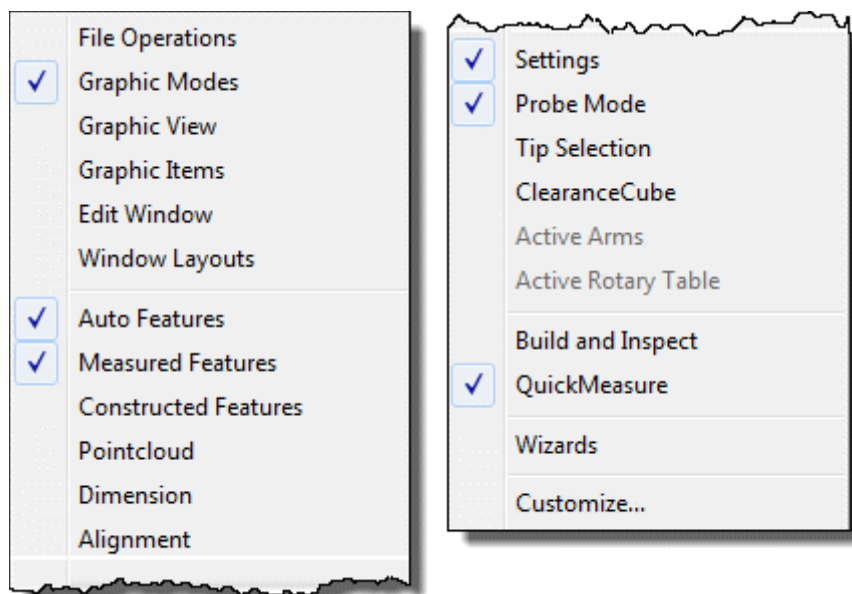 File Operations
Graphic Modes
Graphic View
Graphic Items
Edit Window
Window Layouts
Auto Features
Measured Features
Constructed Features
Pointcloud
Dimension
Alignment
Settings
Probe Mode
Tip Selection
ClearanceCube
Active Arms
Active Rotary Table
Build and Inspect
QuickMeasure
Wizards
Customize...